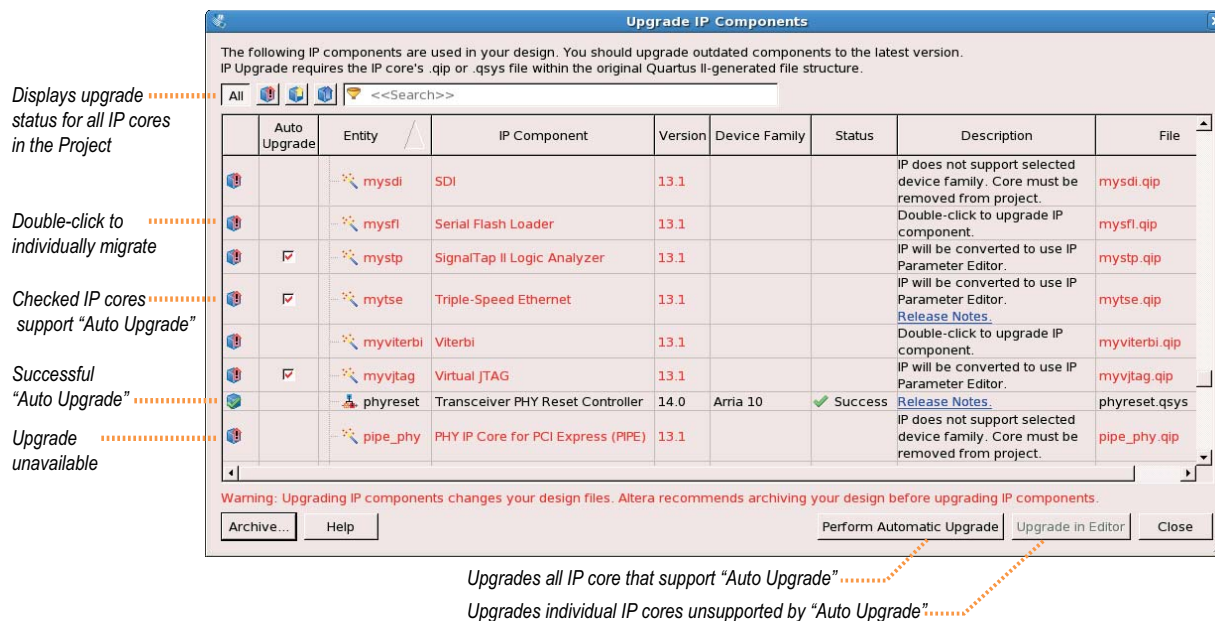 Upgrade IP Components
The following IP components are used in your design. You should upgrade outdated components to the latest version.
IP Upgrade requires the IP core's .qip or .qsys file within the original Quartus II-generated file structure.
Displays upgrade
status for all IP cores
in the Project
All <<Search>>
Auto Upgrade Entity IP Component Version Device Family Status Description File
mysdi SDI 13.1 IP does not support selected device family. Core must be removed from project. mysdi.qip
Double-click to
individually migrate
mysfl Serial Flash Loader 13.1 Double-click to upgrade IP component. mysfl.qip
mystp SignalTap II Logic Analyzer 13.1 IP will be converted to use IP Parameter Editor. mystp.qip
Checked IP cores
support “Auto Upgrade”
mytse Triple-Speed Ethernet 13.1 IP will be converted to use IP Parameter Editor. Release Notes. mytse.qip
myviterbi Viterbi 13.1 Double-click to upgrade IP component. myviterbi.qip
myvjtag Virtual JTAG 13.1 IP will be converted to use IP Parameter Editor. myvjtag.qip
Successful
“Auto Upgrade”
phyreset Transceiver PHY Reset Controller 14.0 Arria 10 Success Release Notes. phyreset.qsys
Upgrade
unavailable
pipe_phy PHY IP Core for PCI Express (PIPE) 13.1 IP does not support selected device family. Core must be removed from project. pipe_phy.qip
Warning: Upgrading IP components changes your design files. Altera recommends archiving your design before upgrading IP components.
Archive... Help Perform Automatic Upgrade Upgrade in Editor Close
Upgrades all IP core that support “Auto Upgrade”
Upgrades individual IP cores unsupported by “Auto Upgrade”